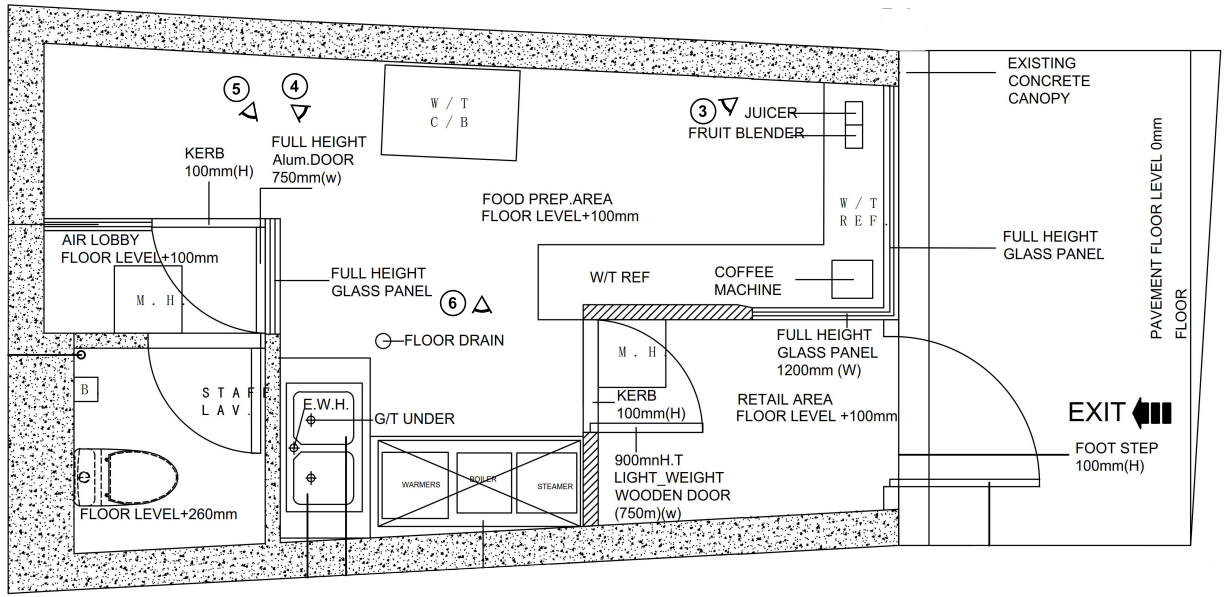 EXISTING
CONCRETE
CANOPY
5
4
3
JUICER
FRUIT BLENDER
W/T
C/B
KERB
100mm(H)
FULL HEIGHT
Alum.DOOR
750mm(w)
FOOD PREP.AREA
FLOOR LEVEL+100mm
W/T
REF.
PAVEMENT FLOOR LEVEL 0mm
FLOOR
AIR LOBBY
FLOOR LEVEL+100mm
M.H.
FULL HEIGHT
GLASS PANEL
6
W/T REF
COFFEE
MACHINE
FULL HEIGHT
GLASS PANEL
FLOOR DRAIN
M.H.
FULL HEIGHT
GLASS PANEL
1200mm (W)
B
STAFF
LAV.
E.W.H.
G/T UNDER
KERB
100mm(H)
RETAIL AREA
FLOOR LEVEL +100mm
EXIT
FOOT STEP
100mm(H)
WARMERS
BOILER
STEAMER
900mnH.T
LIGHT_WEIGHT
WOODEN DOOR
(750m)(w)
FLOOR LEVEL+260mm